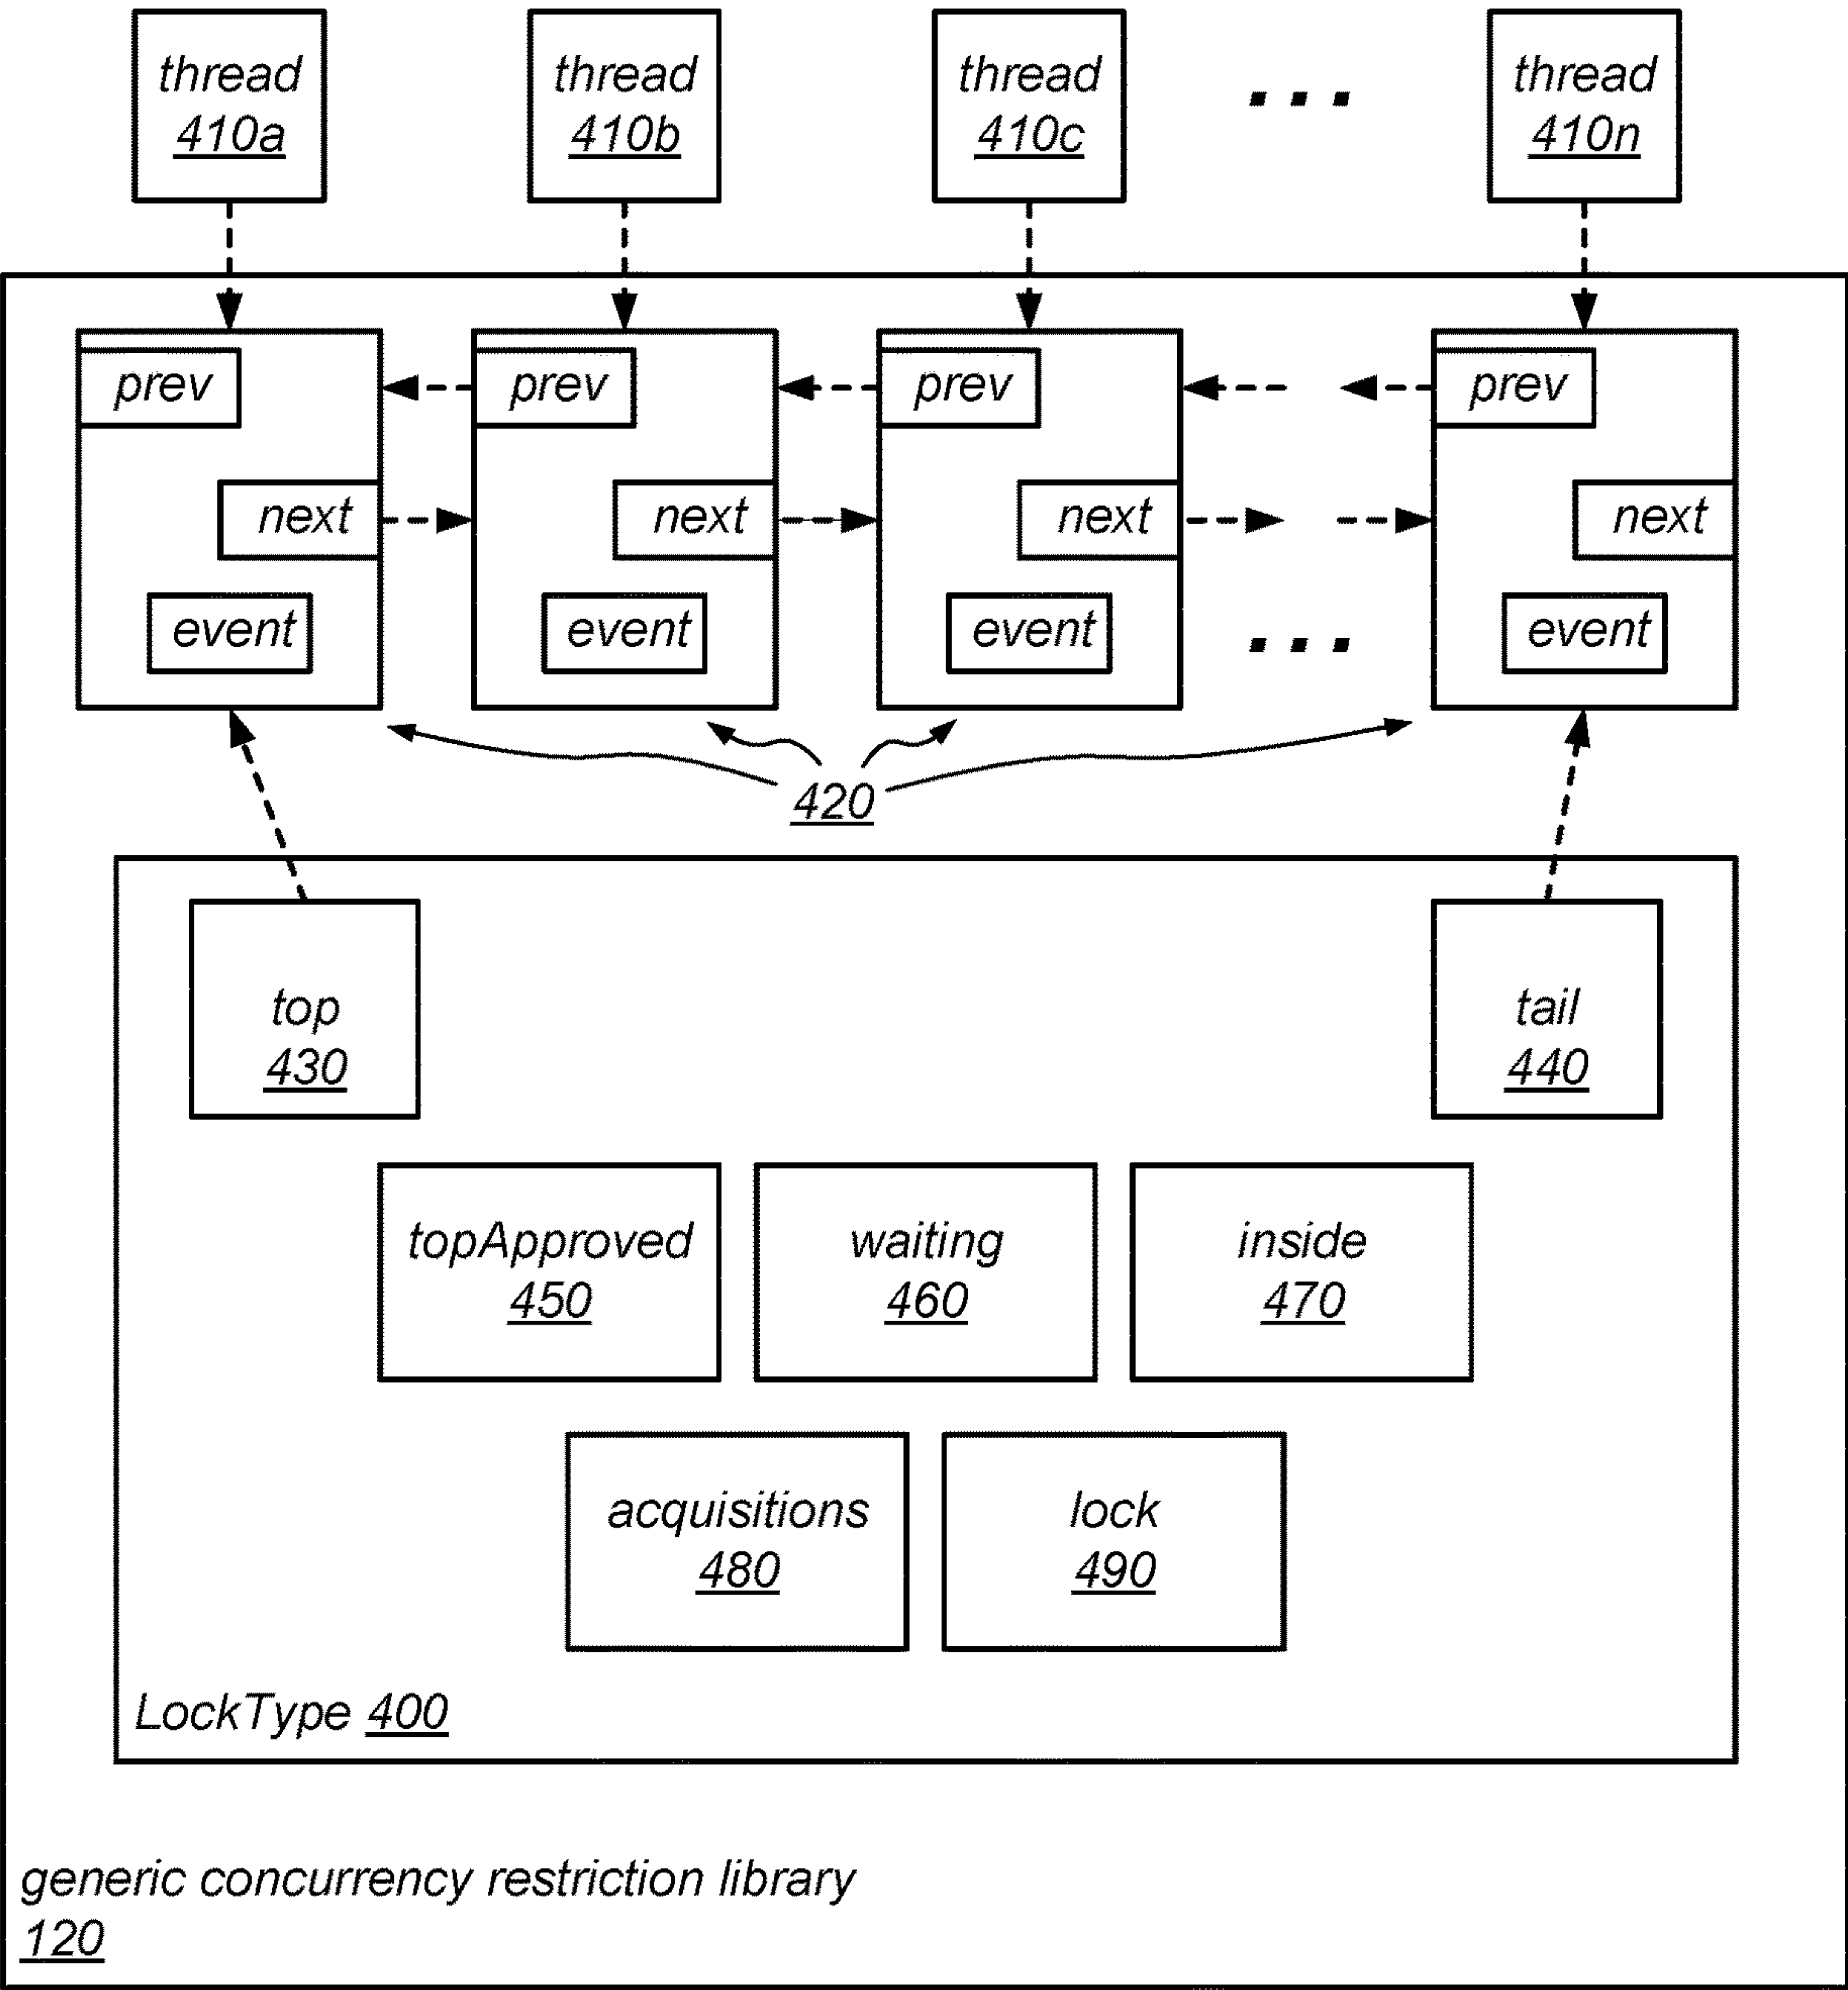 thread thread thread ... thread
410a 410b 410c 410n
prev prev prev prev
next next next next
event event event ... event
420
top tail
430 440
topApproved waiting inside
450 460 470
acquisitions lock
480 490
LockType 400
generic concurrency restriction library
120